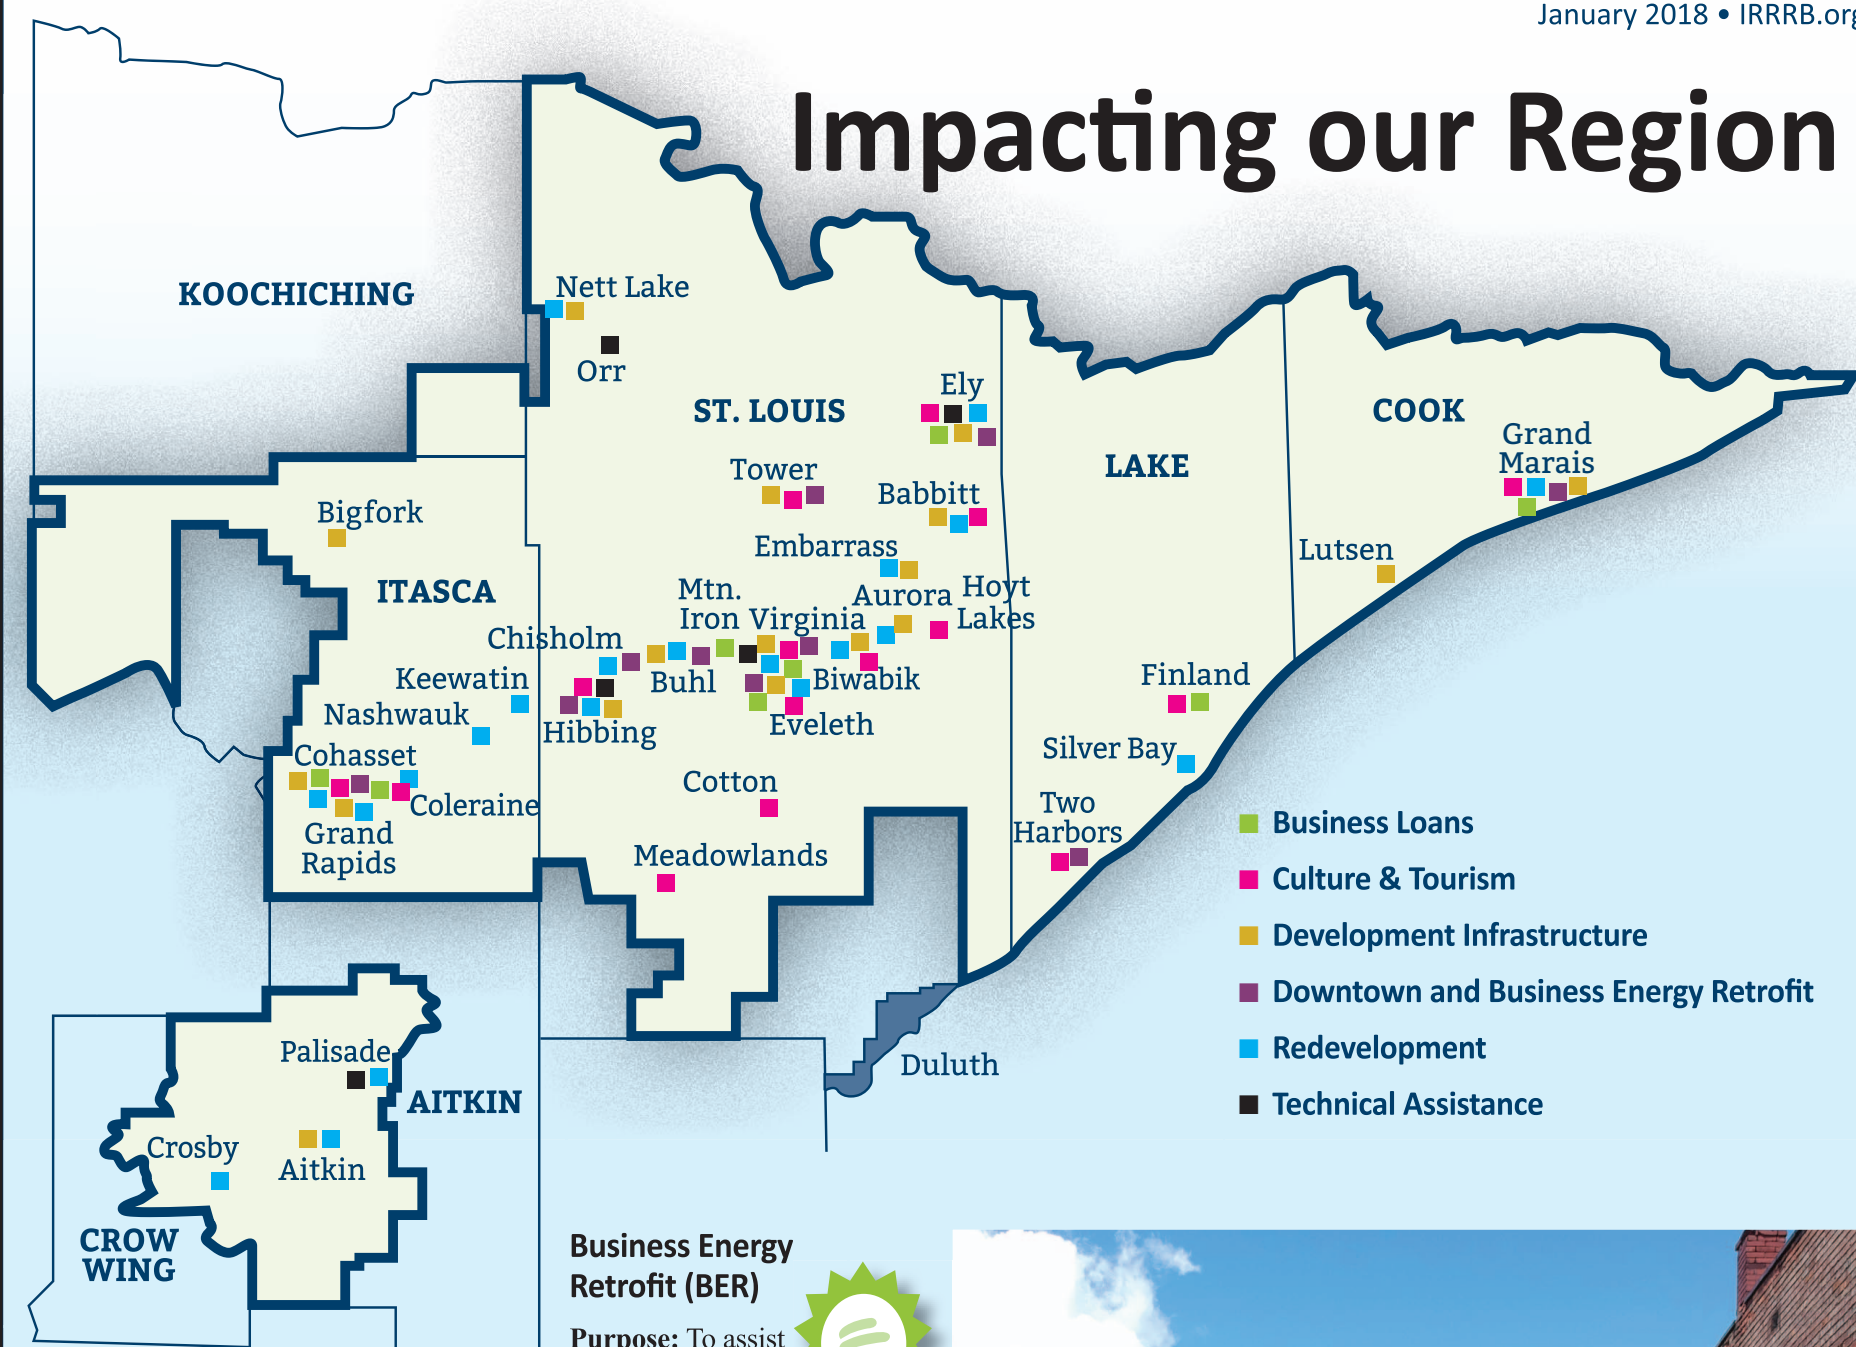 January 2018 • IRRRB.org
Impacting our Region
KOOCHICHING
Nett Lake
Orr
Ely
ST. LOUIS
COOK
Grand
Marais
LAKE
Tower
Babbitt
Bigfork
Embarrass
Lutsen
ITASCA
Mtn.
Iron
Virginia
Aurora
Hoyt
Lakes
Chisholm
Keewatin
Buhl
Biwabik
Finland
Nashwauk
Hibbing
Eveleth
Cohasset
Silver Bay
Cotton
Coleraine
Two
Harbors
Grand
Rapids
Meadowlands
Business Loans
Culture & Tourism
Development Infrastructure
Downtown and Business Energy Retrofit
Redevelopment
Technical Assistance
Palisade
Duluth
AITKIN
Crosby
Aitkin
CROW
WING
Business Energy
Retrofit (BER)
Purpose: To assist